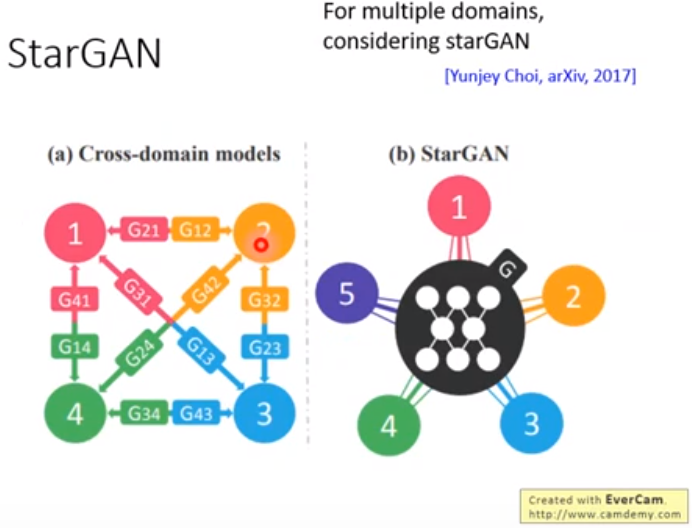 StarGAN
For multiple domains,
considering starGAN
[Yunjey Choi, arXiv, 2017]
(a) Cross-domain models
1
G21
G12
2
G41
G31
G42
G32
G14
G24
G13
G23
4
G34
G43
3
(b) StarGAN
1
G
5
2
4
3
Created with EverCam.
http://www.camdemy.com